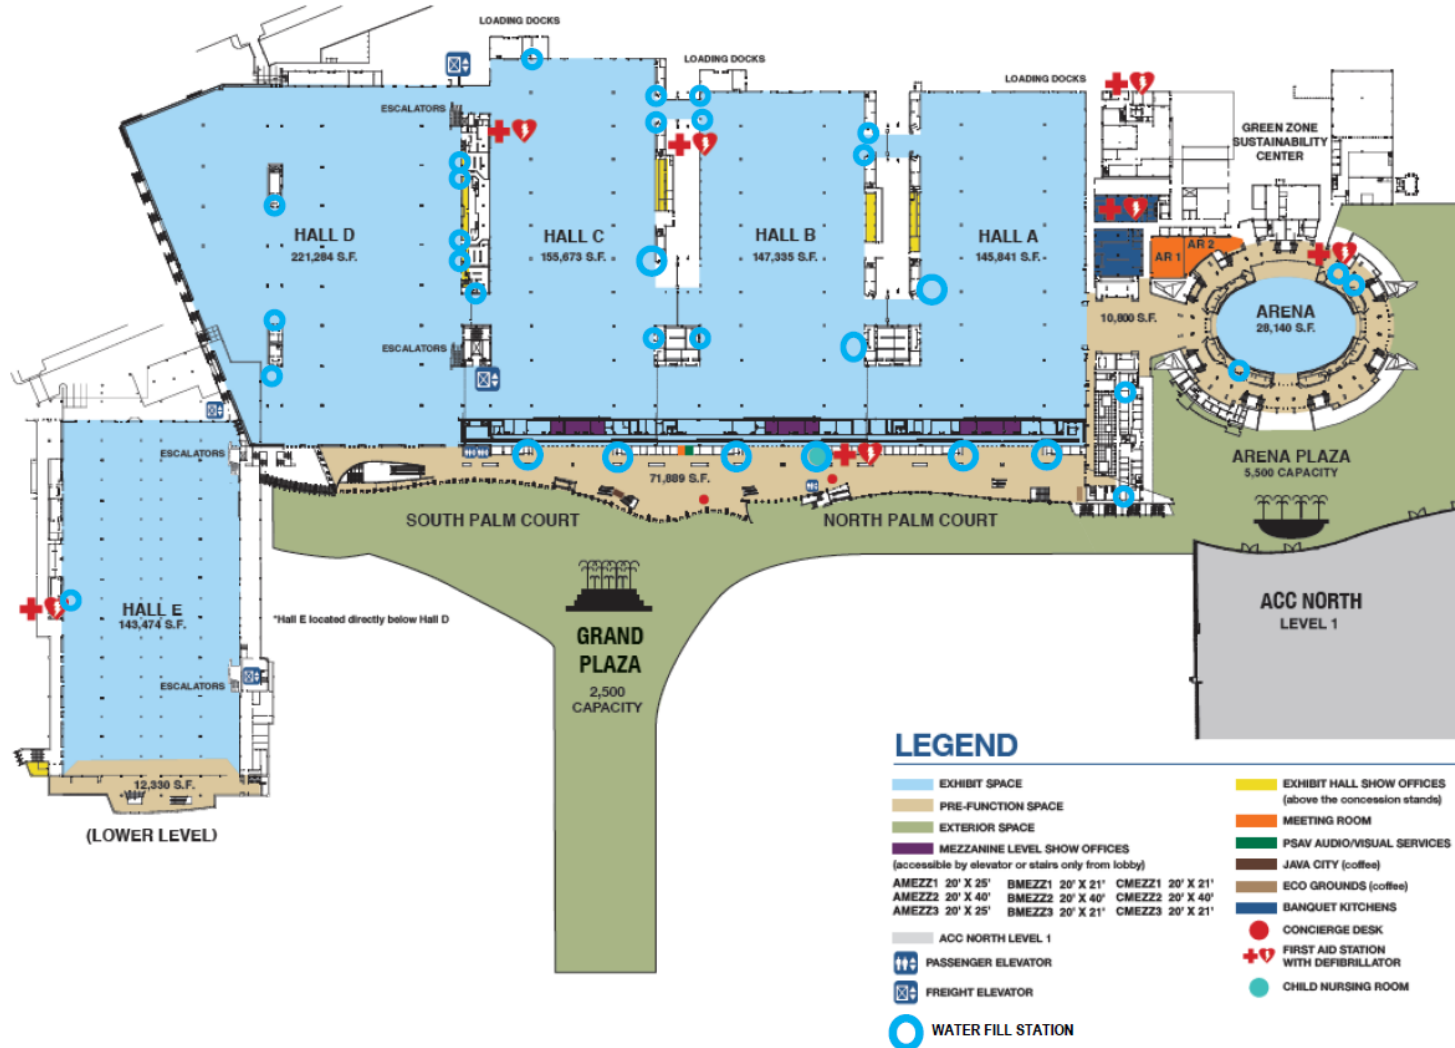 LOADING DOCKS
LOADING DOCKS
LOADING DOCKS
ESCALATORS
GREEN ZONE
SUSTAINABILITY
CENTER
HALL D
221,284 S.F.
HALL C
155,673 S.F.
HALL B
147,335 S.F.
HALL A
145,841 S.F.
AR 1
AR 2
ARENA
28,140 S.F.
10,800 S.F.
ESCALATORS
ESCALATORS
71,889 S.F.
SOUTH PALM COURT
NORTH PALM COURT
ARENA PLAZA
5,500 CAPACITY
HALL E
143,474 S.F.
*Hall E located directly below Hall D
ESCALATORS
12,330 S.F.
(LOWER LEVEL)
GRAND
PLAZA
2,500
CAPACITY
ACC NORTH
LEVEL 1
LEGEND
EXHIBIT SPACE
PRE-FUNCTION SPACE
EXTERIOR SPACE
MEZZANINE LEVEL SHOW OFFICES
(accessible by elevator or stairs only from lobby)
AMEZZ1 20' X 25' BMEZZ1 20' X 21' CMEZZ1 20' X 21'
AMEZZ2 20' X 40' BMEZZ2 20' X 40' CMEZZ2 20' X 40'
AMEZZ3 20' X 25' BMEZZ3 20' X 21' CMEZZ3 20' X 21'
ACC NORTH LEVEL 1
PASSENGER ELEVATOR
FREIGHT ELEVATOR
WATER FILL STATION
EXHIBIT HALL SHOW OFFICES
(above the concession stands)
MEETING ROOM
PSAV AUDIO/VISUAL SERVICES
JAVA CITY (coffee)
ECO GROUNDS (coffee)
BANQUET KITCHENS
CONCIERGE DESK
FIRST AID STATION
WITH DEFIBRILLATOR
CHILD NURSING ROOM